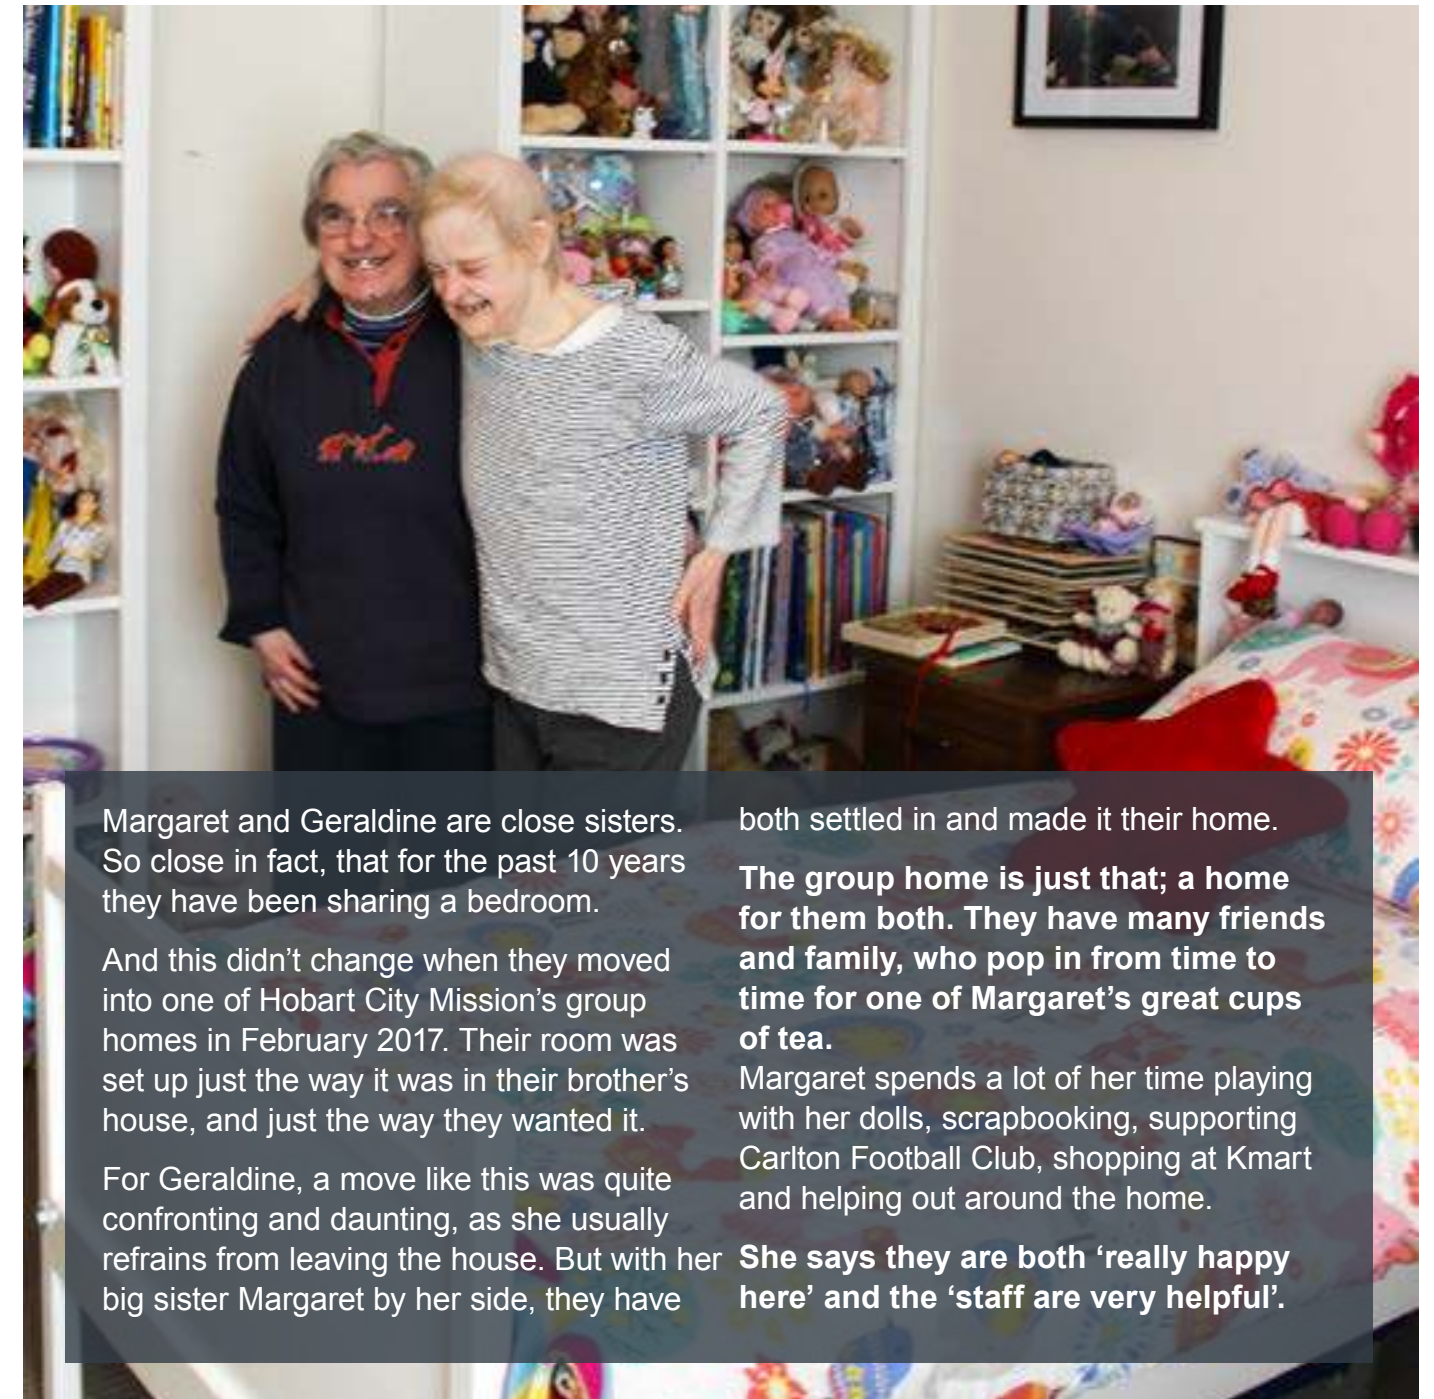 Margaret and Geraldine are close sisters.
So close in fact, that for the past 10 years
they have been sharing a bedroom.
And this didn’t change when they moved
into one of Hobart City Mission’s group
homes in February 2017. Their room was
set up just the way it was in their brother’s
house, and just the way they wanted it.
For Geraldine, a move like this was quite
confronting and daunting, as she usually
refrains from leaving the house. But with her
big sister Margaret by her side, they have
both settled in and made it their home.
The group home is just that; a home
for them both. They have many friends
and family, who pop in from time to
time for one of Margaret’s great cups
of tea.
Margaret spends a lot of her time playing
with her dolls, scrapbooking, supporting
Carlton Football Club, shopping at Kmart
and helping out around the home.
She says they are both ‘really happy
here’ and the ‘staff are very helpful’.